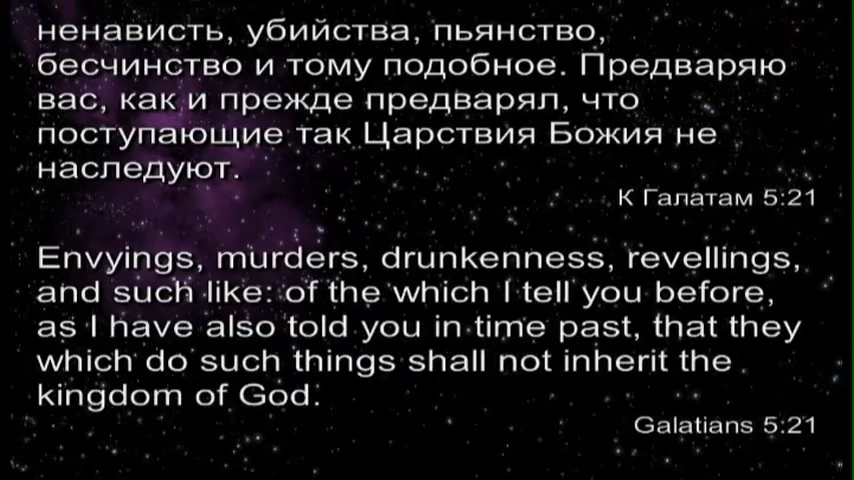 ненависть, убийства, пьянство,
бесчинство и тому подобное. Предваряю
вас, как и прежде предварял, что
поступающие так Царствия Божия не
наследуют.
К Галатам 5:21
Envyings, murders, drunkenness, revellings,
and such like: of the which I tell you before,
as I have also told you in time past, that they
which do such things shall not inherit the
kingdom of God.
Galatians 5:21